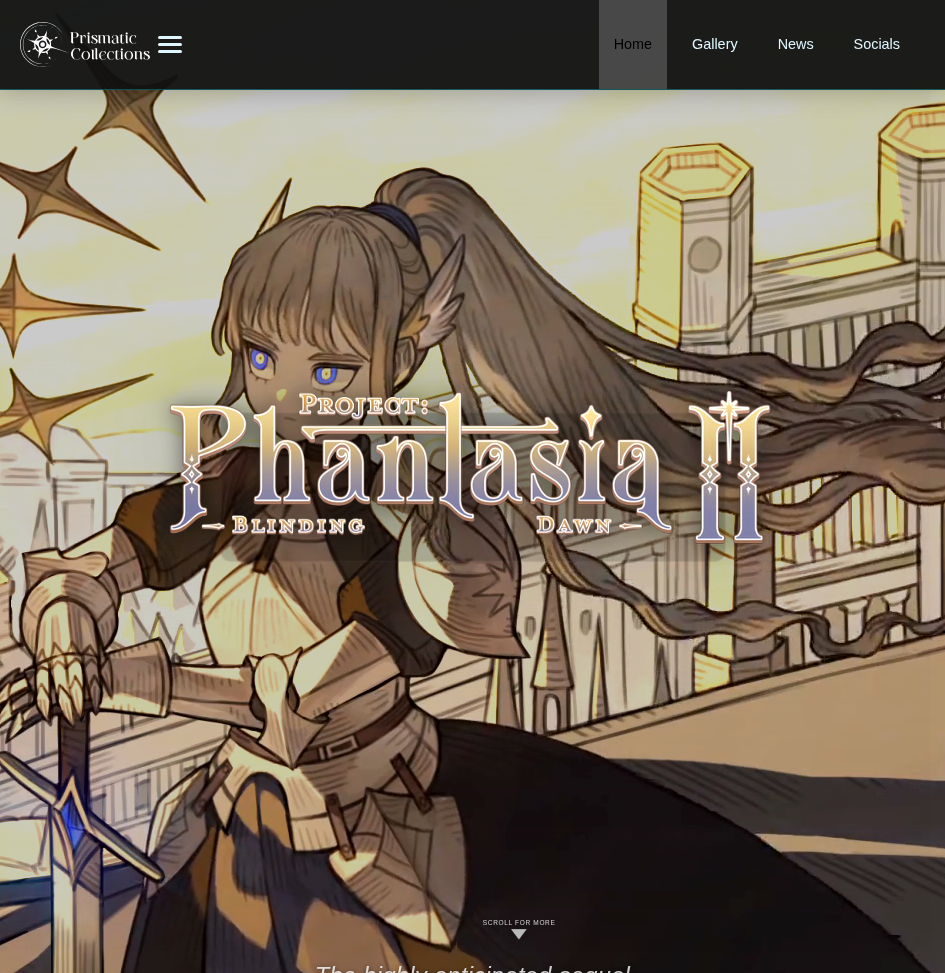 Prismatic
Collections
Home
Gallery
News
Socials
PROJECT:
Phantasia II
BLINDING DAWN
SCROLL FOR MORE
The highly anticipated sequel